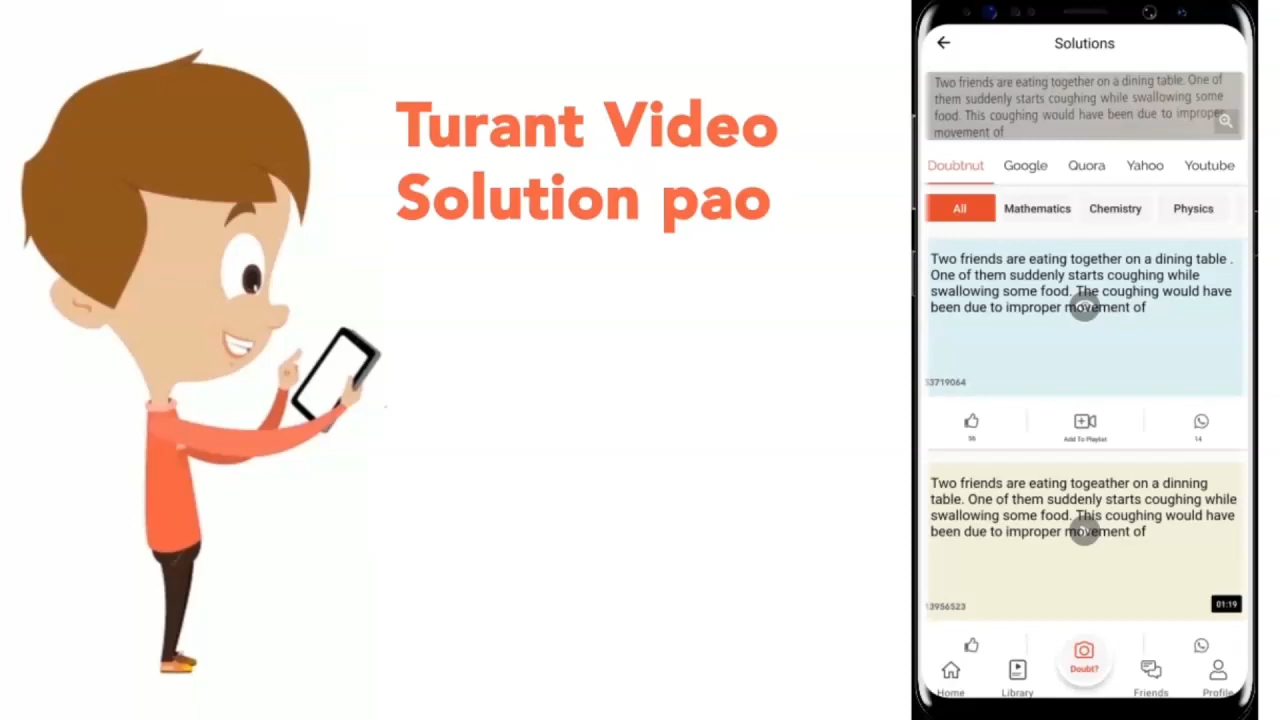 Turant Video
Solution pao
Solutions
Two friends are eating together on a dining table. One of
them suddenly starts coughing while swallowing some
food. This coughing would have been due to improper
movement of
Doubtnut Google Quora Yahoo Youtube
All Mathematics Chemistry Physics
Two friends are eating together on a dining table .
One of them suddenly starts coughing while
swallowing some food. The coughing would have
been due to improper movement of
53719064
36 Add To Playlist 14
Two friends are eating togeather on a dinning
table. One of them suddenly starts coughing while
swallowing some food. This coughing would have
been due to improper movement of
13956523
01:19
Doubt?
Home Library Friends Profile